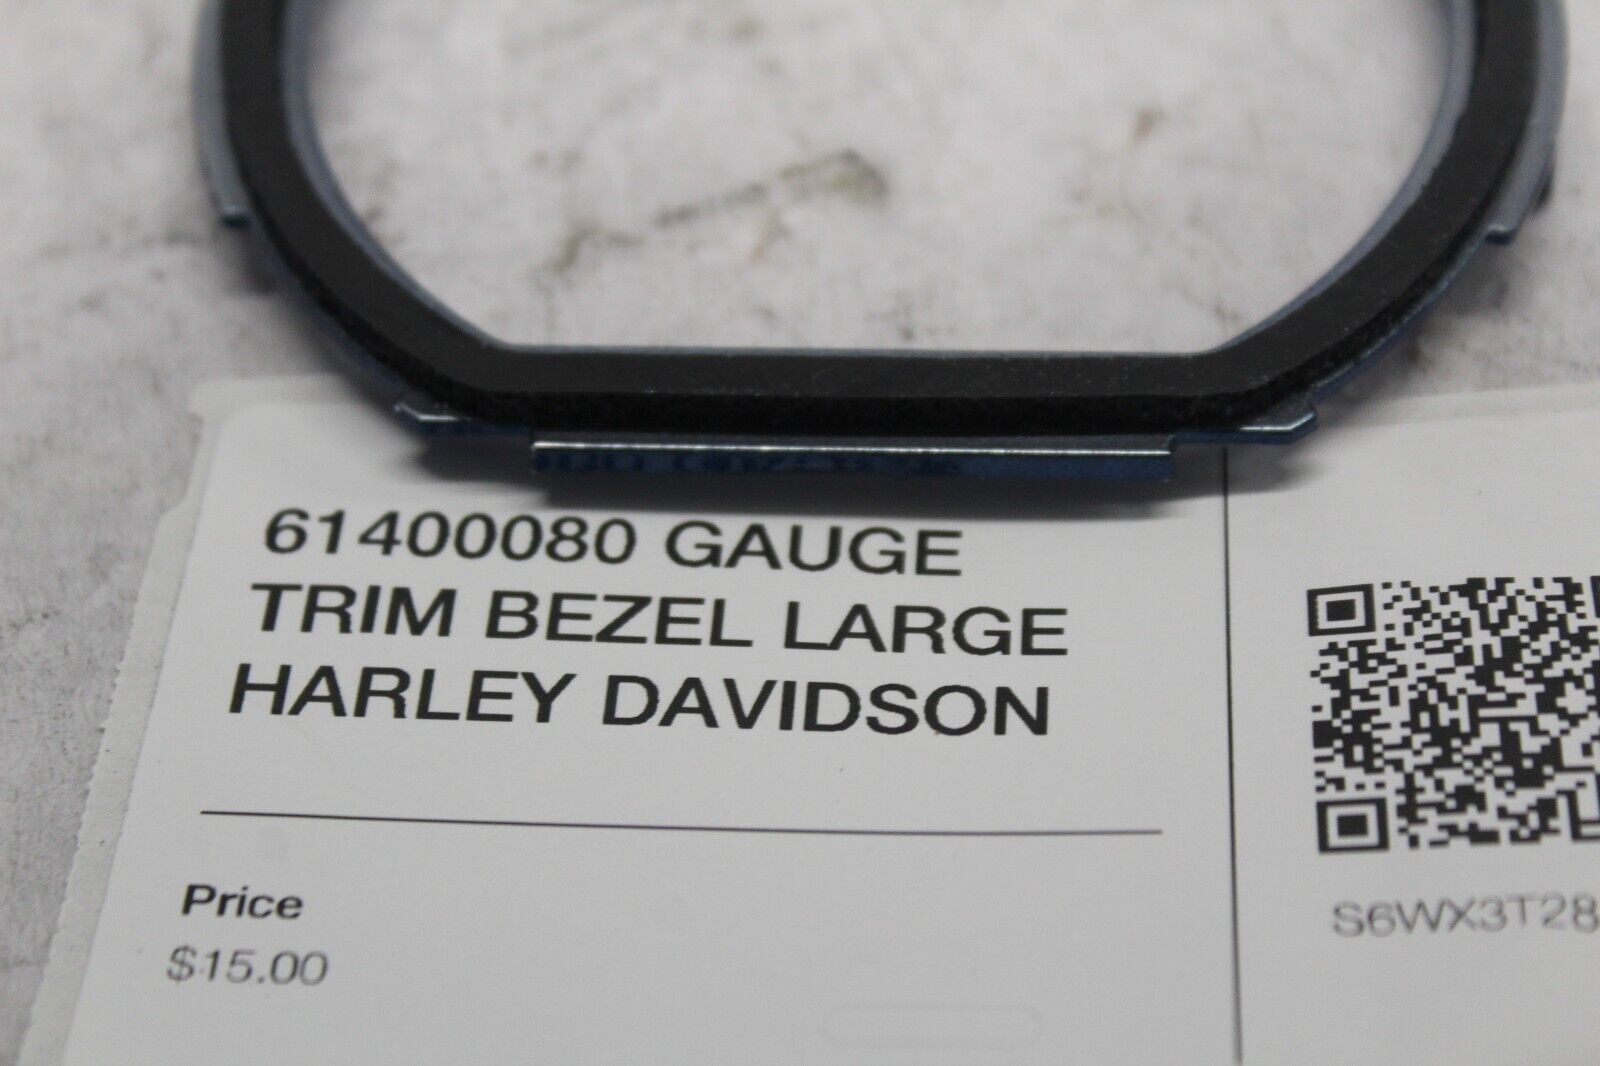 61400080 GAUGE
TRIM BEZEL LARGE
HARLEY DAVIDSON
Price
$15.00
S6WX3T28